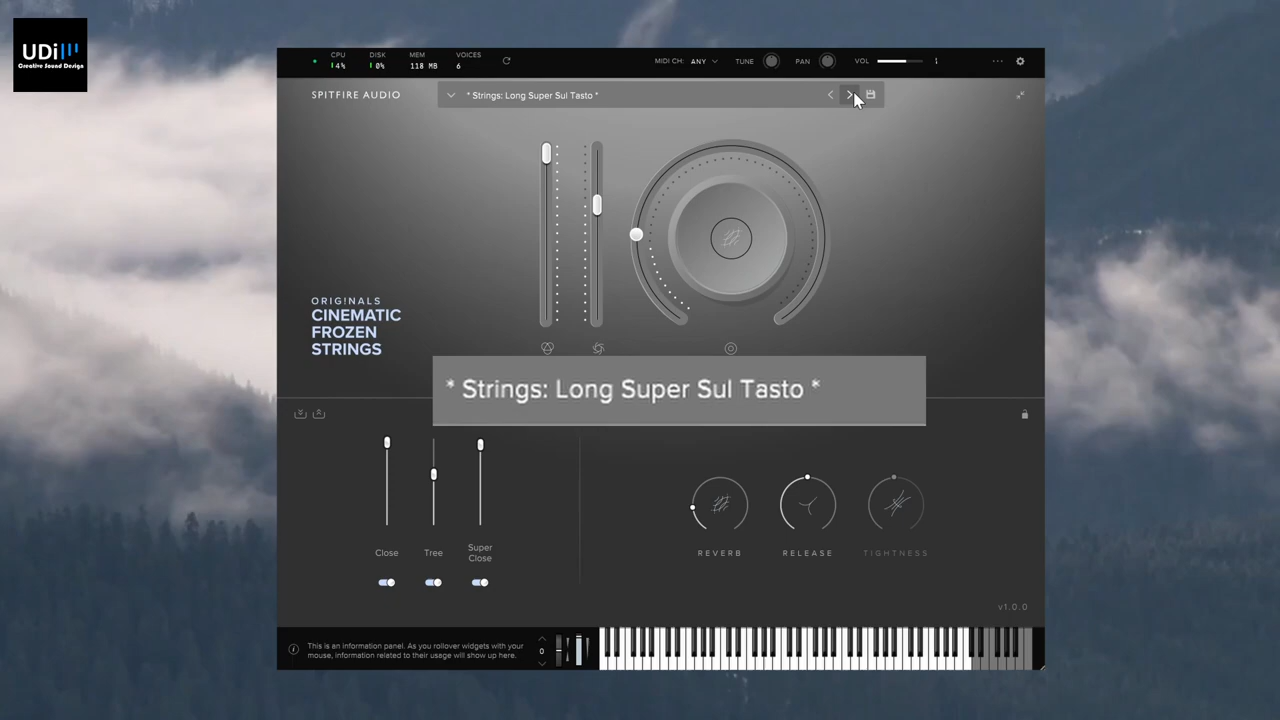 UDi
Creative Sound Design
CPU DISK MEM VOICES
4% 0% 118 MB 6
MIDI CH: ANY TUNE PAN VOL
SPITFIRE AUDIO
* Strings: Long Super Sul Tasto *
ORIG!NALS
CINEMATIC
FROZEN
STRINGS
* Strings: Long Super Sul Tasto *
Close Tree Super Close
REVERB RELEASE TIGHTNESS
v1.0.0
This is an information panel. As you rollover widgets with your
mouse, information related to their usage will show up here.
0